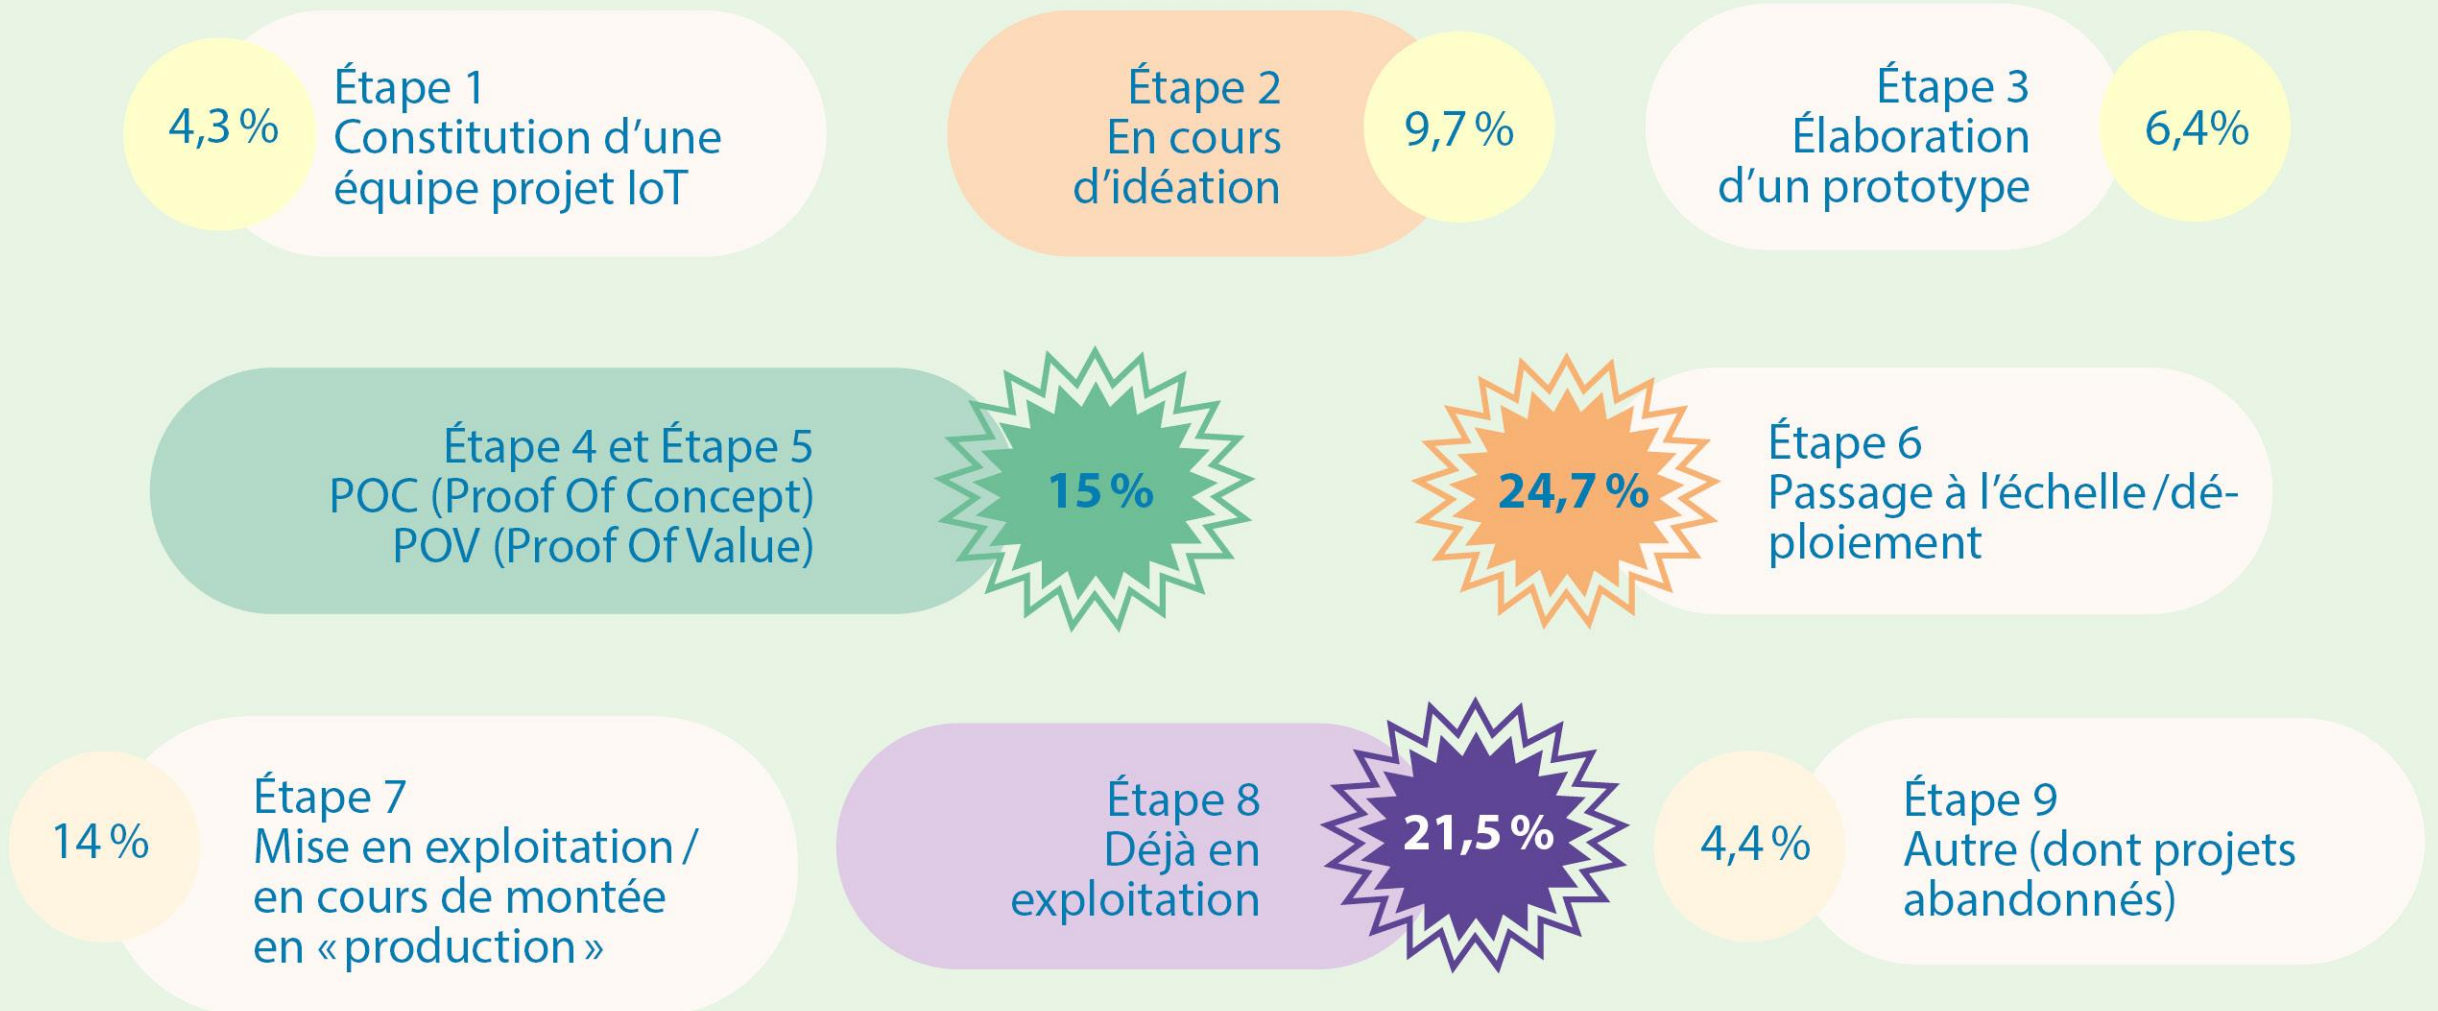 4,3 %
Étape 1
Constitution d’une
équipe projet IoT
Étape 2
En cours
d’idéation
9,7 %
Étape 3
Élaboration
d’un prototype
6,4%
Étape 4 et Étape 5
POC (Proof Of Concept)
POV (Proof Of Value)
15 %
24,7 %
Étape 6
Passage à l’échelle/dé-
ploiement
14 %
Étape 7
Mise en exploitation /
en cours de montée
en « production »
Étape 8
Déjà en
exploitation
21,5 %
4,4 %
Étape 9
Autre (dont projets
abandonnés)